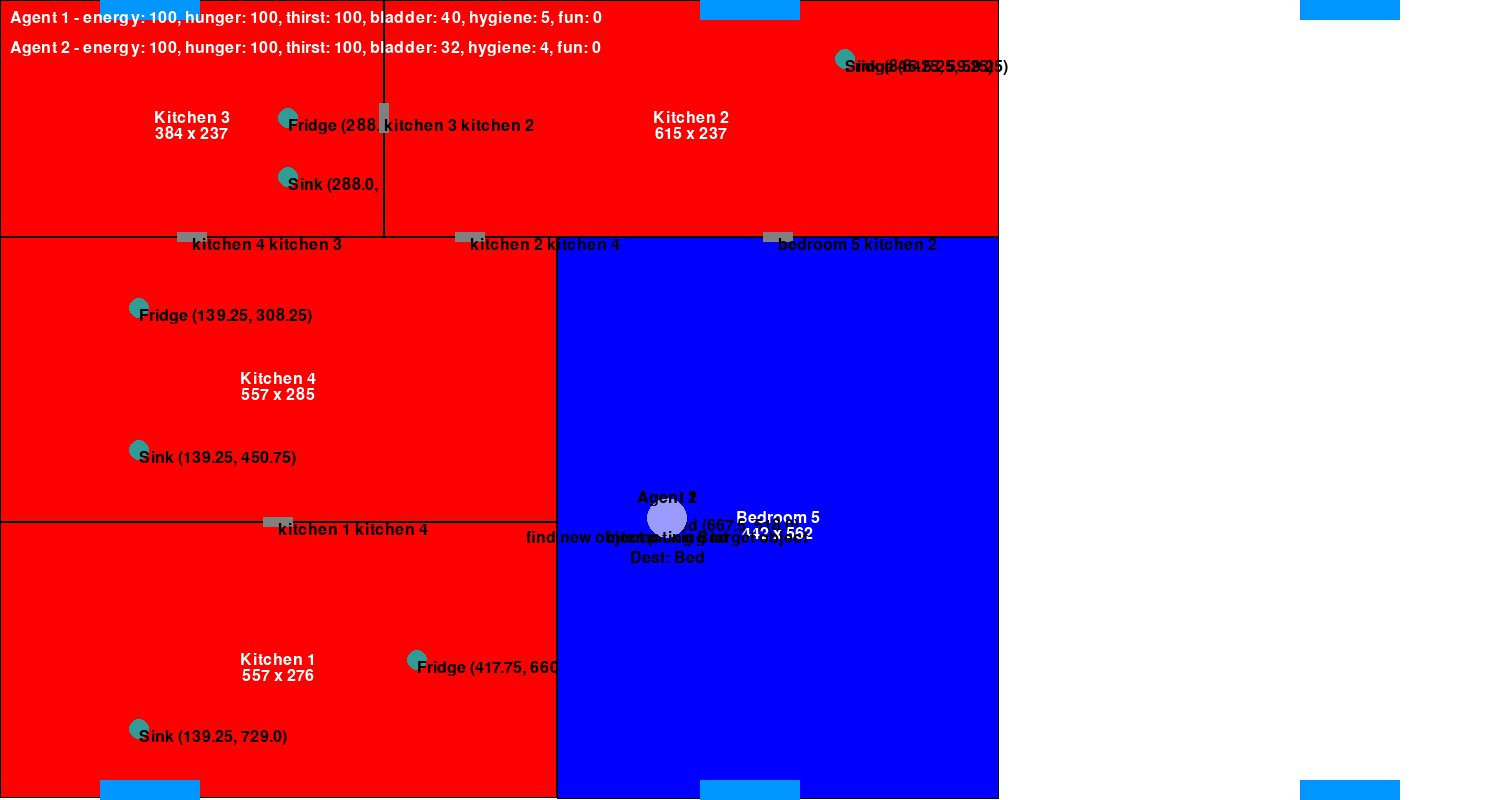 Agent 1 - energy: 100, hunger: 100, thirst: 100, bladder: 40, hygiene: 5, fun: 0
Agent 2 - energy: 100, hunger: 100, thirst: 100, bladder: 32, hygiene: 4, fun: 0
Kitchen 3
384 x 237
Fridge (288.
kitchen 3 kitchen 2
Kitchen 2
615 x 237
Sink (288.0,
kitchen 4 kitchen 3
kitchen 2 kitchen 4
bedroom 5 kitchen 2
Fridge (139.25, 308.25)
Kitchen 4
557 x 285
Sink (139.25, 450.75)
kitchen 1 kitchen 4
Agent
Bedroom 5
442 x 562
find new
Dest: Bed
Kitchen 1
557 x 276
Fridge (417.75, 660
Sink (139.25, 729.0)